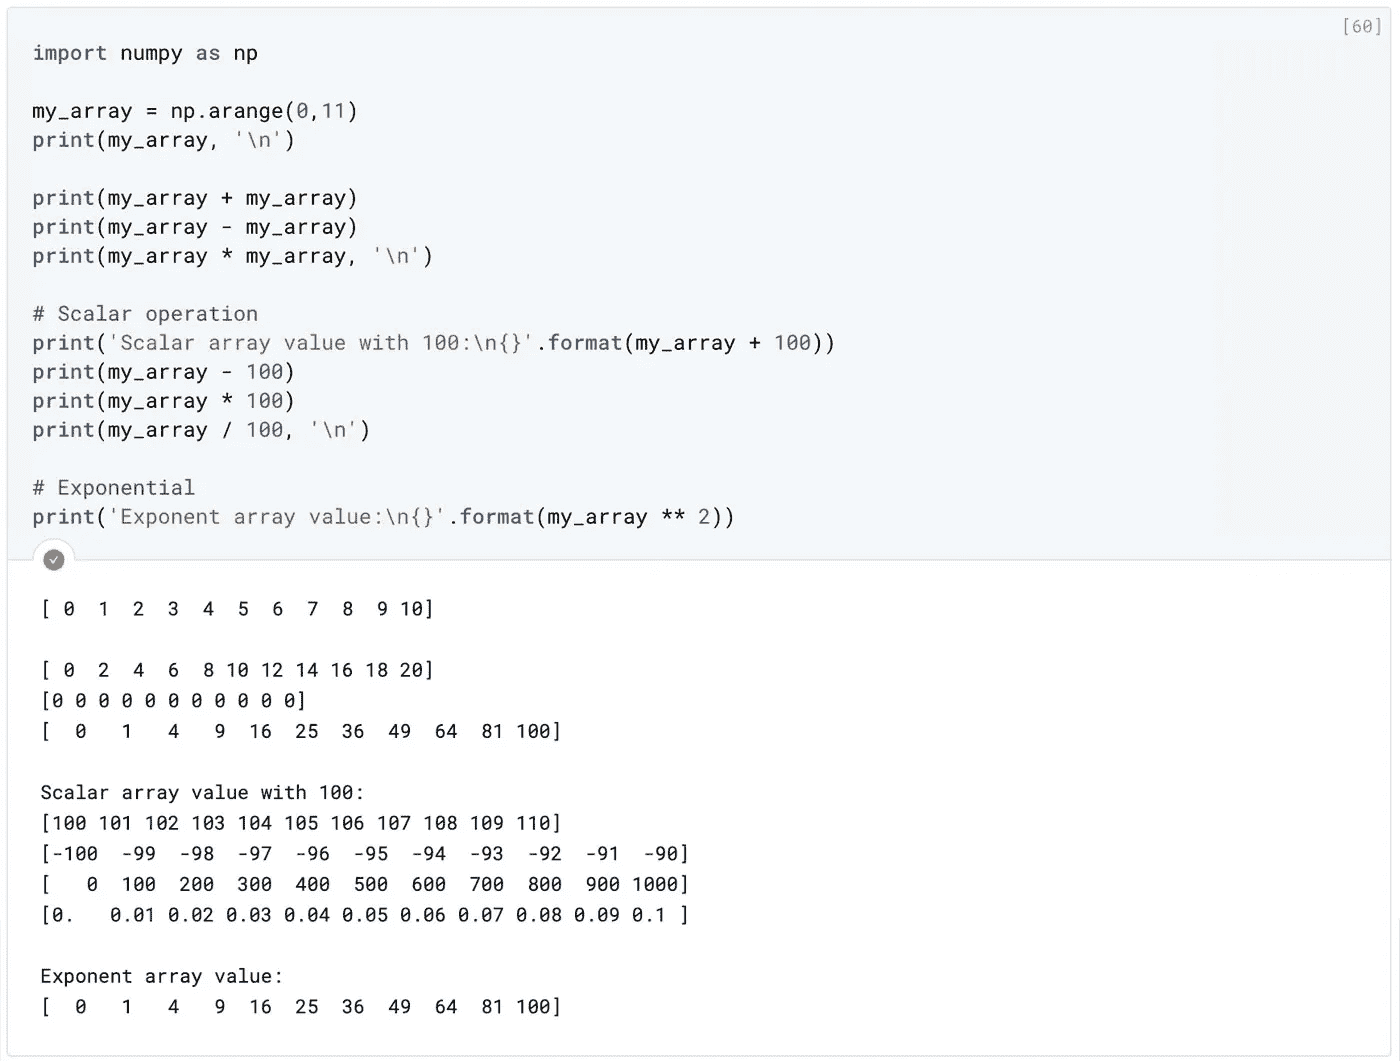 [60]
import numpy as np
my_array = np.arange(0,11)
print(my_array, '\n')
print(my_array + my_array)
print(my_array - my_array)
print(my_array * my_array, '\n')
# Scalar operation
print('Scalar array value with 100:\n{}'.format(my_array + 100))
print(my_array - 100)
print(my_array * 100)
print(my_array / 100, '\n')
# Exponential
print('Exponent array value:\n{}'.format(my_array ** 2))
[ 0  1  2  3  4  5  6  7  8  9 10]
[ 0  2  4  6  8 10 12 14 16 18 20]
[0 0 0 0 0 0 0 0 0 0 0]
[  0   1   4   9  16  25  36  49  64  81 100]
Scalar array value with 100:
[100 101 102 103 104 105 106 107 108 109 110]
[-100  -99  -98  -97  -96  -95  -94  -93  -92  -91  -90]
[   0  100  200  300  400  500  600  700  800  900 1000]
[0.   0.01 0.02 0.03 0.04 0.05 0.06 0.07 0.08 0.09 0.1 ]
Exponent array value:
[  0   1   4   9  16  25  36  49  64  81 100]